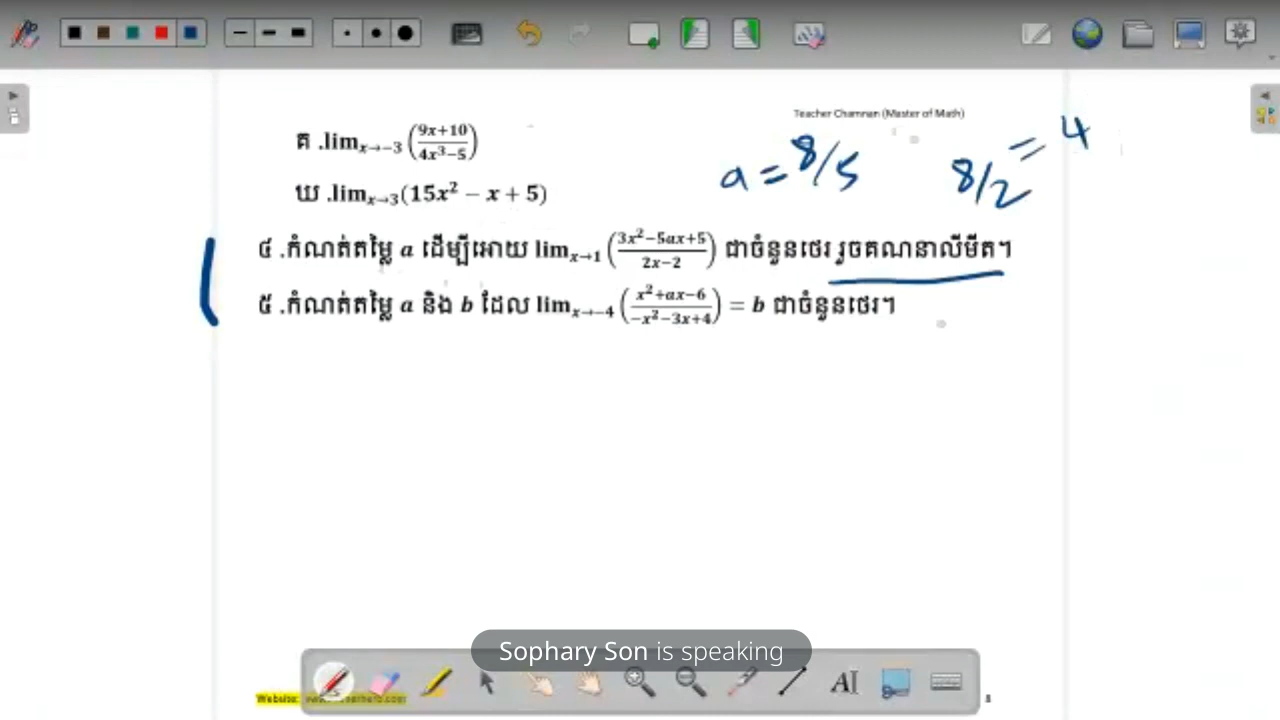 Teacher Chamnan (Master of Math)
គ .lim_{x→−3} ((9x+10)/(4x³−5))
a = 8/5
8/2 = 4
ឃ .lim_{x→3}(15x² − x + 5)
៤ .កំណត់តម្លៃ a ដើម្បីអោយ lim_{x→1} ((3x²−5ax+5)/(2x−2)) ជាចំនួនថេរ រួចគណនាលីមីត។
៥ .កំណត់តម្លៃ a និង b ដែល lim_{x→−4} ((x²+ax−6)/(−x²−3x+4)) = b ជាចំនួនថេរ។
Sophary Son is speaking
Website: